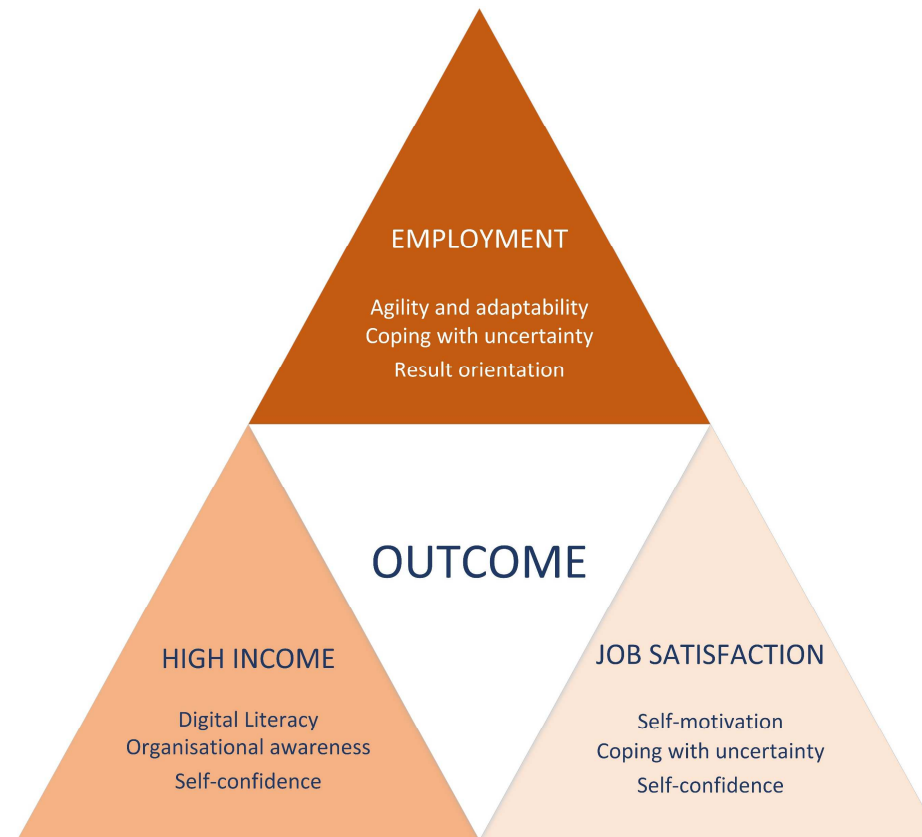 EMPLOYMENT
Agility and adaptability
Coping with uncertainty
Result orientation
OUTCOME
HIGH INCOME
Digital Literacy
Organisational awareness
Self-confidence
JOB SATISFACTION
Self-motivation
Coping with uncertainty
Self-confidence